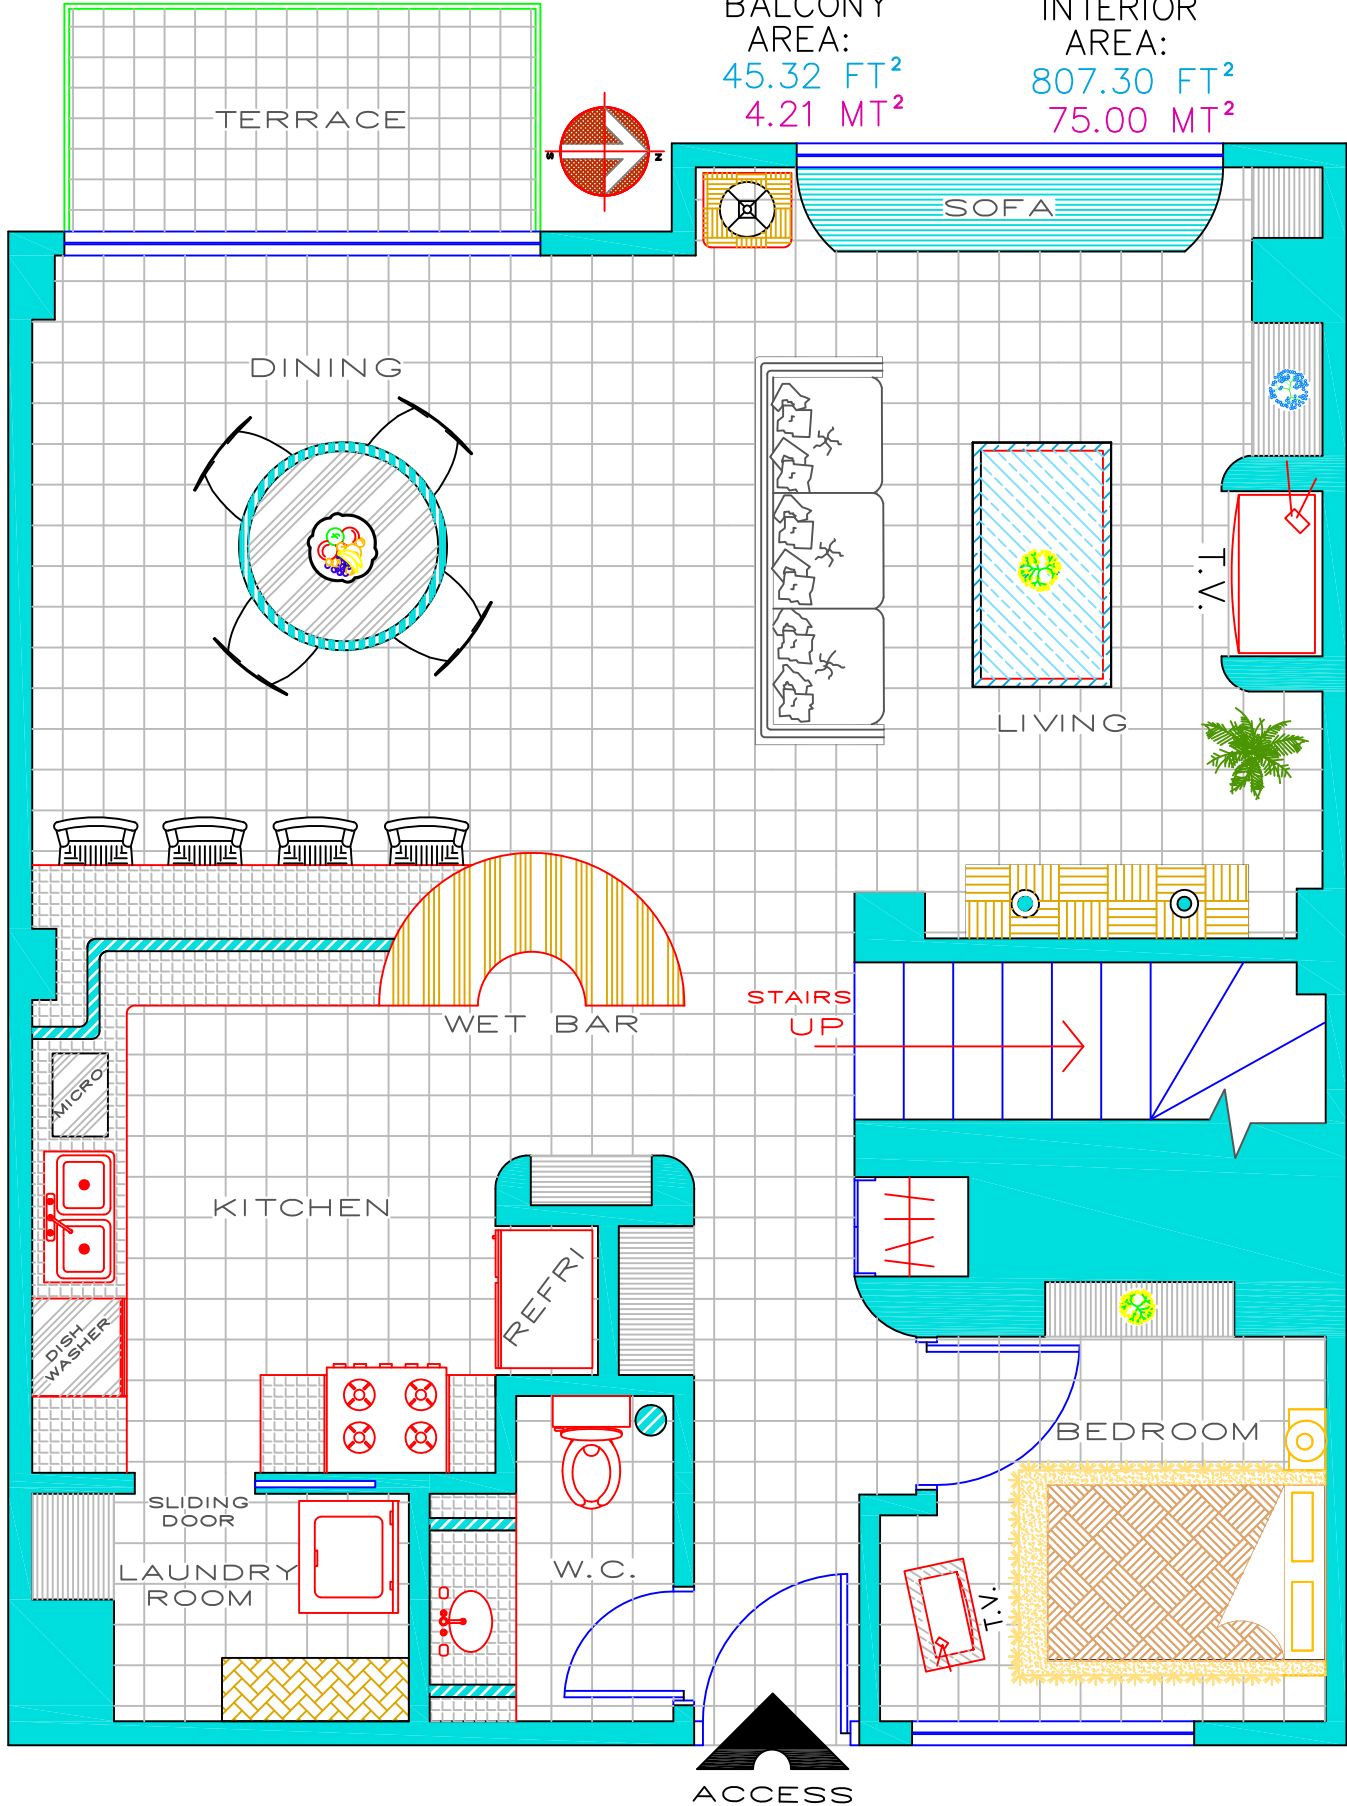 BALCONY
AREA:
45.32 FT²
4.21 MT²
INTERIOR
AREA:
807.30 FT²
75.00 MT²
TERRACE
S N
SOFA
DINING
T.V.
LIVING
STAIRS
UP
WET BAR
MICRO
KITCHEN
REFRI
DISH
WASHER
BEDROOM
SLIDING
DOOR
LAUNDRY
ROOM
W.C.
T.V.
ACCESS